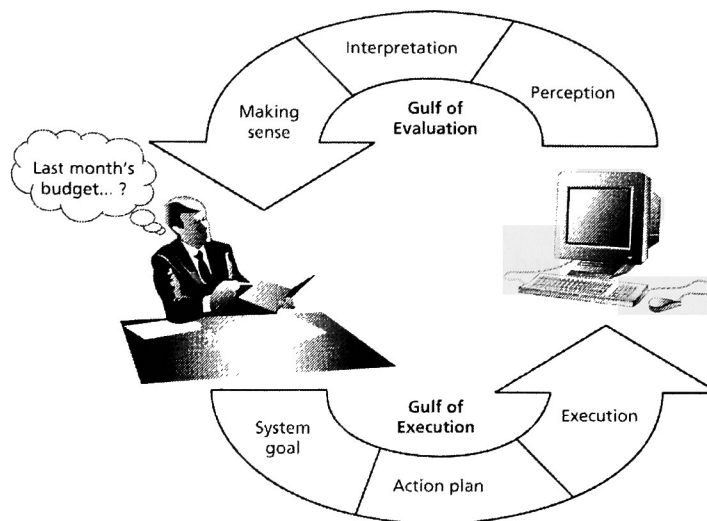 Interpretation
Perception
Making
sense
Gulf of
Evaluation
Last month's
budget... ?
Gulf of
Execution
System
goal
Execution
Action plan